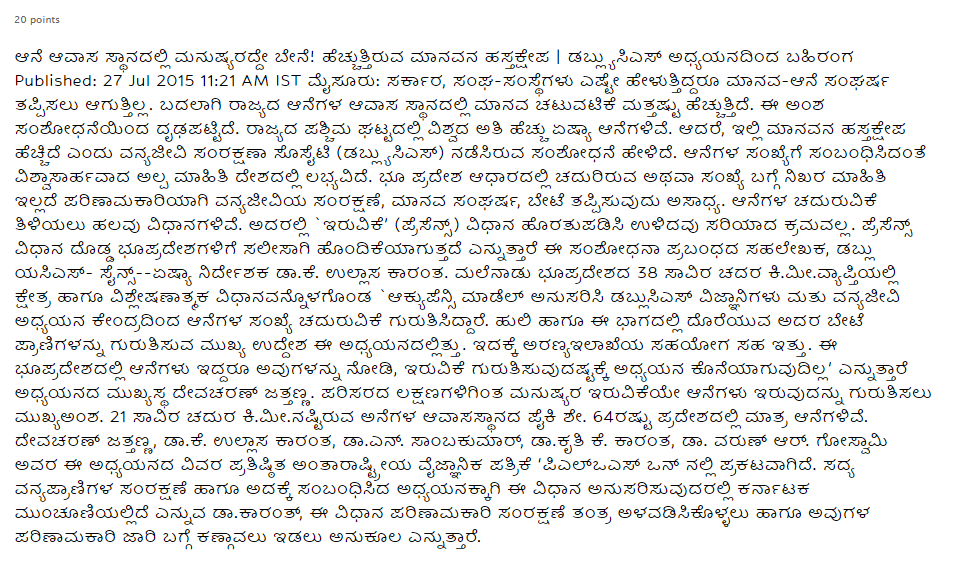 20 points
ಆನೆ ಆವಾಸ ಸ್ಥಾನದಲ್ಲಿ ಮನುಷ್ಯರದ್ದೇ ಬೇನೆ! ಹೆಚ್ಚುತ್ತಿರುವ ಮಾನವನ ಹಸ್ತಕ್ಷೇಪ | ಡಬ್ಲ್ಯುಸಿಎಸ್ ಅಧ್ಯಯನದಿಂದ ಬಹಿರಂಗ
Published: 27 Jul 2015 11:21 AM IST ಮೈಸೂರು: ಸರ್ಕಾರ, ಸಂಘ-ಸಂಸ್ಥೆಗಳು ಎಷ್ಟೇ ಹೇಳುತ್ತಿದ್ದರೂ ಮಾನವ-ಆನೆ ಸಂಘರ್ಷ
ತಪ್ಪಿಸಲು ಆಗುತ್ತಿಲ್ಲ. ಬದಲಾಗಿ ರಾಜ್ಯದ ಆನೆಗಳ ಆವಾಸ ಸ್ಥಾನದಲ್ಲಿ ಮಾನವ ಚಟುವಟಿಕೆ ಮತ್ತಷ್ಟು ಹೆಚ್ಚುತ್ತಿದೆ. ಈ ಅಂಶ
ಸಂಶೋಧನೆಯಿಂದ ದೃಢಪಟ್ಟಿದೆ. ರಾಜ್ಯದ ಪಶ್ಚಿಮ ಘಟ್ಟದಲ್ಲಿ ವಿಶ್ವದ ಅತಿ ಹೆಚ್ಚು ಏಷ್ಯಾ ಆನೆಗಳಿವೆ. ಆದರೆ, ಇಲ್ಲಿ ಮಾನವನ ಹಸ್ತಕ್ಷೇಪ
ಹೆಚ್ಚಿದೆ ಎಂದು ವನ್ಯಜೀವಿ ಸಂರಕ್ಷಣಾ ಸೊಸೈಟಿ (ಡಬ್ಲ್ಯುಸಿಎಸ್) ನಡೆಸಿರುವ ಸಂಶೋಧನೆ ಹೇಳಿದೆ. ಆನೆಗಳ ಸಂಖ್ಯೆಗೆ ಸಂಬಂಧಿಸಿದಂತೆ
ವಿಶ್ವಾಸಾರ್ಹವಾದ ಅಲ್ಪ ಮಾಹಿತಿ ದೇಶದಲ್ಲಿ ಲಭ್ಯವಿದೆ. ಭೂ ಪ್ರದೇಶ ಆಧಾರದಲ್ಲಿ ಚದುರಿರುವ ಅಥವಾ ಸಂಖ್ಯೆ ಬಗ್ಗೆ ನಿಖರ ಮಾಹಿತಿ
ಇಲ್ಲದೆ ಪರಿಣಾಮಕಾರಿಯಾಗಿ ವನ್ಯಜೀವಿಯ ಸಂರಕ್ಷಣೆ, ಮಾನವ ಸಂಘರ್ಷ, ಬೇಟೆ ತಪ್ಪಿಸುವುದು ಅಸಾಧ್ಯ. ಆನೆಗಳ ಚದುರುವಿಕೆ
ತಿಳಿಯಲು ಹಲವು ವಿಧಾನಗಳಿವೆ. ಅದರಲ್ಲಿ `ಇರುವಿಕೆ' (ಪ್ರೆಸೆನ್ಸ್) ವಿಧಾನ ಹೊರತುಪಡಿಸಿ ಉಳಿದವು ಸರಿಯಾದ ಕ್ರಮವಲ್ಲ. ಪ್ರೆಸೆನ್ಸ್
ವಿಧಾನ ದೊಡ್ಡ ಭೂಪ್ರದೇಶಗಳಿಗೆ ಸಲೀಸಾಗಿ ಹೊಂದಿಕೆಯಾಗುತ್ತದೆ ಎನ್ನುತ್ತಾರೆ ಈ ಸಂಶೋಧನಾ ಪ್ರಬಂಧದ ಸಹಲೇಖಕ, ಡಬ್ಲು
ಯಸಿಎಸ್- ಸೈನ್ಸ್--ಏಷ್ಯಾ ನಿರ್ದೇಶಕ ಡಾ.ಕೆ. ಉಲ್ಲಾಸ ಕಾರಂತ. ಮಲೆನಾಡು ಭೂಪ್ರದೇಶದ 38 ಸಾವಿರ ಚದರ ಕಿ.ಮೀ.ವ್ಯಾಪ್ತಿಯಲ್ಲಿ
ಕ್ಷೇತ್ರ ಹಾಗೂ ವಿಶ್ಲೇಷಣಾತ್ಮಕ ವಿಧಾನವನ್ನೊಳಗೊಂಡ `ಆಕ್ಯುಪೆನ್ಸಿ ಮಾಡೆಲ್ ಅನುಸರಿಸಿ ಡಬ್ಲುಸಿಎಸ್ ವಿಜ್ಞಾನಿಗಳು ಮತು ವನ್ಯಜೀವಿ
ಅಧ್ಯಯನ ಕೇಂದ್ರದಿಂದ ಆನೆಗಳ ಸಂಖ್ಯೆ ಚದುರುವಿಕೆ ಗುರುತಿಸಿದ್ದಾರೆ. ಹುಲಿ ಹಾಗೂ ಈ ಭಾಗದಲ್ಲಿ ದೊರೆಯುವ ಅದರ ಬೇಟೆ
ಪ್ರಾಣಿಗಳನ್ನು ಗುರುತಿಸುವ ಮುಖ್ಯ ಉದ್ದೇಶ ಈ ಅಧ್ಯಯನದಲ್ಲಿತ್ತು. ಇದಕ್ಕೆ ಅರಣ್ಯಇಲಾಖೆಯ ಸಹಯೋಗ ಸಹ ಇತ್ತು. ಈ
ಭೂಪ್ರದೇಶದಲ್ಲಿ ಆನೆಗಳು ಇದ್ದರೂ ಅವುಗಳನ್ನು ನೋಡಿ, ಇರುವಿಕೆ ಗುರುತಿಸುವುದಷ್ಟಕ್ಕೆ ಅಧ್ಯಯನ ಕೊನೆಯಾಗುವುದಿಲ್ಲ' ಎನ್ನುತ್ತಾರೆ
ಅಧ್ಯಯನದ ಮುಖ್ಯಸ್ಥ ದೇವಚರಣ್ ಜತ್ತಣ್ಣ. ಪರಿಸರದ ಲಕ್ಷಣಗಳಿಗಿಂತ ಮನುಷ್ಯರ ಇರುವಿಕೆಯೇ ಆನೆಗಳು ಇರುವುದನ್ನು ಗುರುತಿಸಲು
ಮುಖ್ಯಅಂಶ. 21 ಸಾವಿರ ಚದುರ ಕಿ.ಮೀ.ನಷ್ಟಿರುವ ಅನೆಗಳ ಆವಾಸಸ್ಥಾನದ ಪೈಕಿ ಶೇ. 64ರಷ್ಟು ಪ್ರದೇಶದಲ್ಲಿ ಮಾತ್ರ, ಆನೆಗಳಿವೆ.
ದೇವಚರಣ್ ಜತ್ತಣ್ಣ, ಡಾ.ಕೆ. ಉಲ್ಲಾಸ ಕಾರಂತ, ಡಾ.ಎನ್. ಸಾಂಬಕುಮಾರ್, ಡಾ.ಕೃತಿ ಕೆ. ಕಾರಂತ, ಡಾ. ವರುಣ್ ಆರ್. ಗೋಸ್ವಾಮಿ
ಅವರ ಈ ಅಧ್ಯಯನದ ವಿವರ ಪ್ರತಿಷ್ಠಿತ ಅಂತಾರಾಷ್ಟ್ರೀಯ ವೈಜ್ಞಾನಿಕ ಪತ್ರಿಕೆ 'ಪಿಎಲ್ಒಎಸ್ ಒನ್ ನಲ್ಲಿ ಪ್ರಕಟವಾಗಿದೆ. ಸದ್ಯ
ವನ್ಯಪ್ರಾಣಿಗಳ ಸಂರಕ್ಷಣೆ ಹಾಗೂ ಅದಕ್ಕೆ ಸಂಬಂಧಿಸಿದ ಅಧ್ಯಯನಕ್ಕಾಗಿ ಈ ವಿಧಾನ ಅನುಸರಿಸುವುದರಲ್ಲಿ ಕರ್ನಾಟಕ
ಮುಂಚೂಣಿಯಲ್ಲಿದೆ ಎನ್ನುವ ಡಾ.ಕಾರಂತ್, ಈ ವಿಧಾನ ಪರಿಣಾಮಕಾರಿ ಸಂರಕ್ಷಣೆ ತಂತ್ರ ಅಳವಡಿಸಿಕೊಳ್ಳಲು ಹಾಗೂ ಅವುಗಳ
ಪರಿಣಾಮಕಾರಿ ಜಾರಿ ಬಗ್ಗೆ ಕಣ್ಗಾವಲು ಇಡಲು ಅನುಕೂಲ ಎನ್ನುತ್ತಾರೆ.